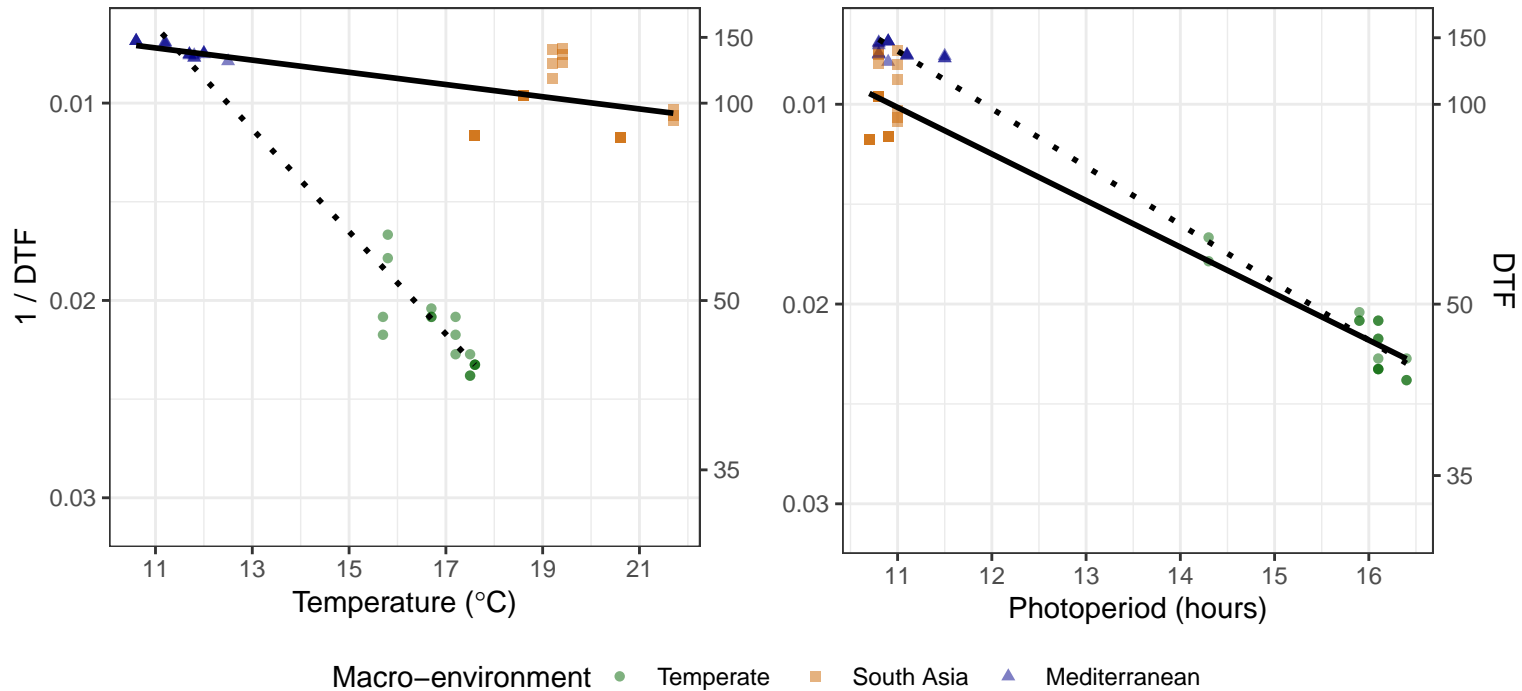 1 / DTF
0.01
0.02
0.03
150
100
50
35
11 13 15 17 19 21
Temperature (°C)
0.01
0.02
0.03
150
100
50
35
DTF
11 12 13 14 15 16
Photoperiod (hours)
Macro−environment Temperate South Asia Mediterranean